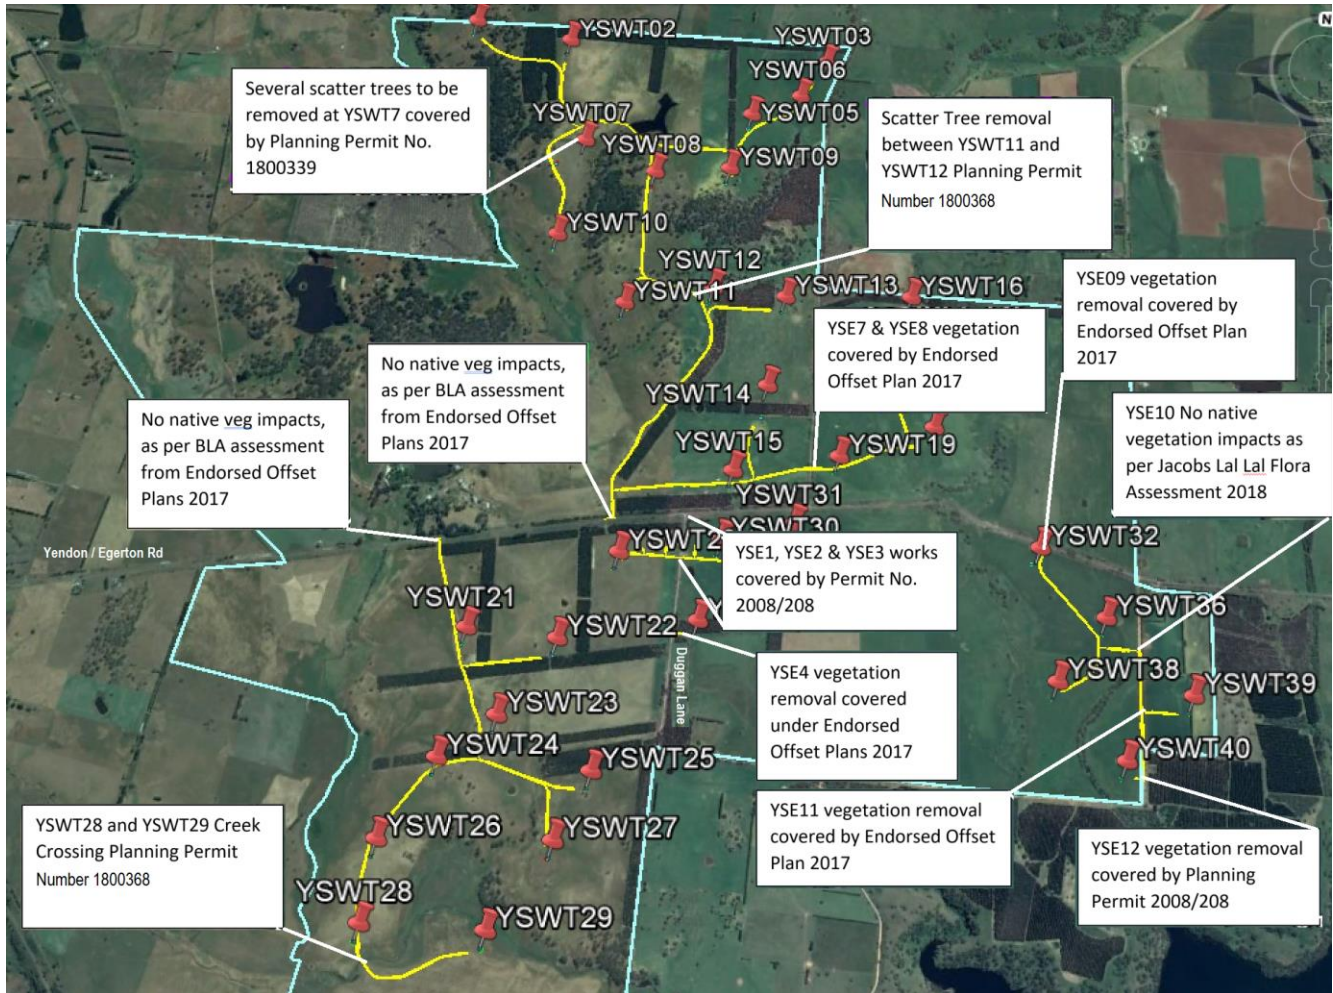 YSWT02
YSWT03
YSWT06
YSWT05
Several scatter trees to be
removed at YSWT7 covered
by Planning Permit No.
1800339
YSWT07
YSWT08
YSWT09
Scatter Tree removal
between YSWT11 and
YSWT12 Planning Permit
Number 1800368
YSWT10
YSWT12
YSWT11
YSWT13
YSWT16
YSE09 vegetation
removal covered by
Endorsed Offset Plan
2017
YSE7 & YSE8 vegetation
covered by Endorsed
Offset Plan 2017
No native veg impacts,
as per BLA assessment
from Endorsed Offset
Plans 2017
No native veg impacts,
as per BLA assessment
from Endorsed Offset
Plans 2017
YSWT14
YSWT15
YSWT19
YSE10 No native
vegetation impacts as
per Jacobs Lal Lal Flora
Assessment 2018
YSWT31
YSWT30
YSWT2
YSWT32
Yendon / Egerton Rd
YSE1, YSE2 & YSE3 works
covered by Permit No.
2008/208
YSWT21
YSWT22
YSWT36
YSWT38
YSWT39
Duggan Lane
YSE4 vegetation
removal covered
under Endorsed
Offset Plans 2017
YSWT23
YSWT24
YSWT25
YSWT40
YSWT28 and YSWT29 Creek
Crossing Planning Permit
Number 1800368
YSWT26
YSWT27
YSE11 vegetation removal
covered by Endorsed Offset
Plan 2017
YSE12 vegetation removal
covered by Planning
Permit 2008/208
YSWT28
YSWT29
N